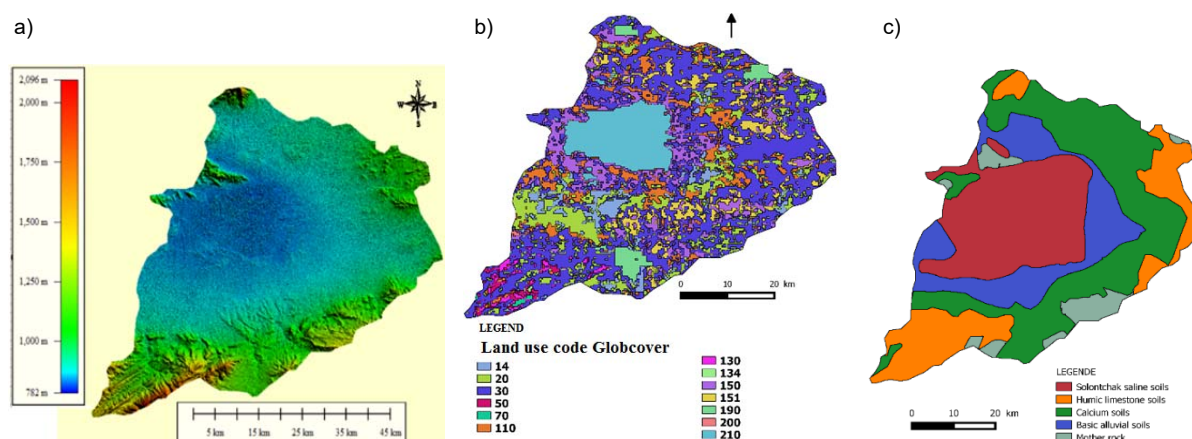 a)
2,096 m
2,000 m
1,750 m
1,500 m
1,250 m
1,000 m
782 m
N
W E
S
5 km 15 km 25 km 35 km 45 km
b)
0 10 20 km
LEGEND
Land use code Globcover
14
20
30
50
70
110
130
134
150
151
190
200
210
c)
0 10 20 km
LEGENDE
Solontchak saline soils
Humic limestone soils
Calcium soils
Basic alluvial soils
Mother rock